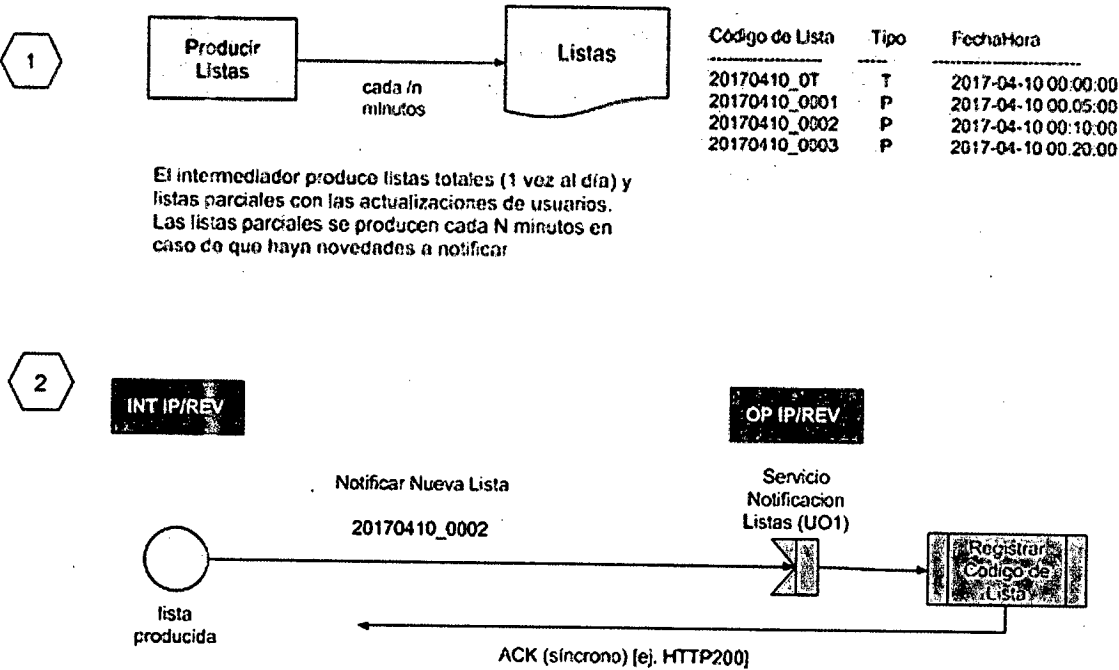 1
Producir
Listas
cada /n
minutos
Listas
Código de Lista Tipo FechaHora
20170410_0T T 2017-04-10 00:00:00
20170410_0001 P 2017-04-10 00:05:00
20170410_0002 P 2017-04-10 00:10:00
20170410_0003 P 2017-04-10 00:20:00
El intermediador produce listas totales (1 vez al día) y
listas parciales con las actualizaciones de usuarios.
Las listas parciales se producen cada N minutos en
caso de que haya novedades a notificar
2
INT IP/REV
OP IP/REV
Notificar Nueva Lista
20170410_0002
Servicio
Notificacion
Listas (UO1)
Registrar
Codigo de
Lista
lista
producida
ACK (síncrono) [ej. HTTP200]